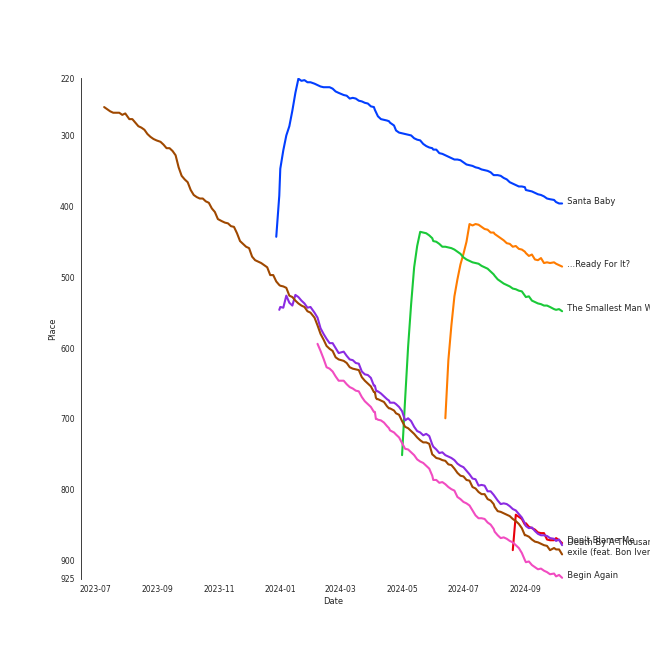 220
300
400
500
600
700
800
900
925
Place
2023-07
2023-09
2023-11
2024-01
2024-03
2024-05
2024-07
2024-09
Date
Santa Baby
...Ready For It?
The Smallest Man W
Don't Blame Me
Death By A Thousan
exile (feat. Bon Iver
Begin Again